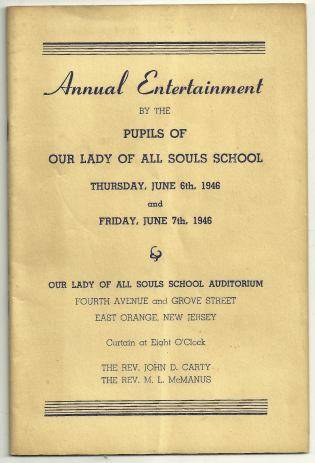 Annual Entertainment
BY THE
PUPILS OF
OUR LADY OF ALL SOULS SCHOOL
THURSDAY, JUNE 6th, 1946
and
FRIDAY, JUNE 7th, 1946
OUR LADY OF ALL SOULS SCHOOL AUDITORIUM
FOURTH AVENUE and GROVE STREET
EAST ORANGE, NEW JERSEY
Curtain at Eight O'Clock
THE REV. JOHN D. CARTY
THE REV. M. L. McMANUS